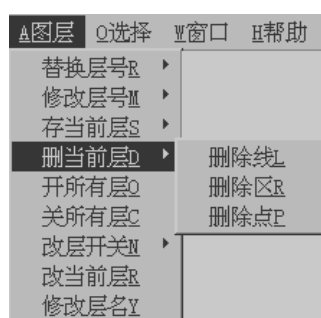 A图层 O选择 W窗口 H帮助
替换层号R
修改层号M
存当前层S
删当前层D
删除线L
开所有层O
删除区R
关所有层C
删除点P
改层开关N
改当前层R
修改层名Y